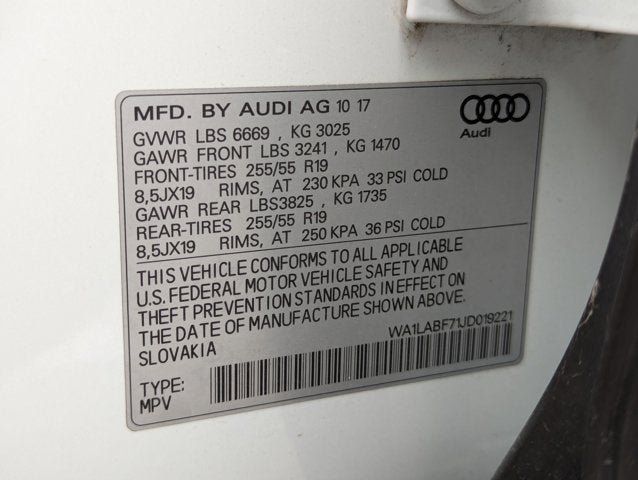 MFD. BY AUDI AG 10 17
GVWR LBS 6669 , KG 3025
GAWR FRONT LBS 3241 , KG 1470
FRONT-TIRES 255/55 R19
8,5JX19 RIMS, AT 230 KPA 33 PSI COLD
GAWR REAR LBS3825 , KG 1735
REAR-TIRES 255/55 R19
8,5JX19 RIMS, AT 250 KPA 36 PSI COLD
Audi
THIS VEHICLE CONFORMS TO ALL APPLICABLE
U.S. FEDERAL MOTOR VEHICLE SAFETY AND
THEFT PREVENTION STANDARDS IN EFFECT ON
THE DATE OF MANUFACTURE SHOWN ABOVE.
SLOVAKIA
WA1LABF71JD019221
TYPE:
MPV